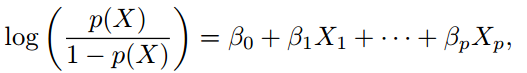 log ( p(X) / (1 − p(X)) ) = β₀ + β₁X₁ + ⋯ + βₚXₚ,